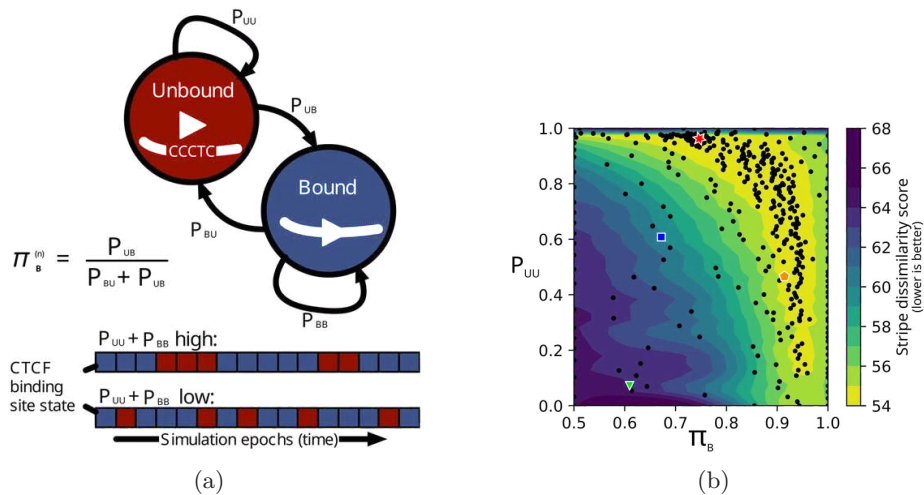 P_UU
Unbound
CCCTC
P_UB
Bound
P_BU
P_BB
π_B^(n) = P_UB / (P_BU + P_UB)
P_UU + P_BB high:
CTCF
binding
site state
P_UU + P_BB low:
Simulation epochs (time)
(a)
1.0
0.8
0.6
0.4
0.2
0.0
P_UU
0.5
0.6
0.7
0.8
0.9
1.0
Π_B
68
66
64
62
60
58
56
54
Stripe dissimilarity score
(lower is better)
(b)